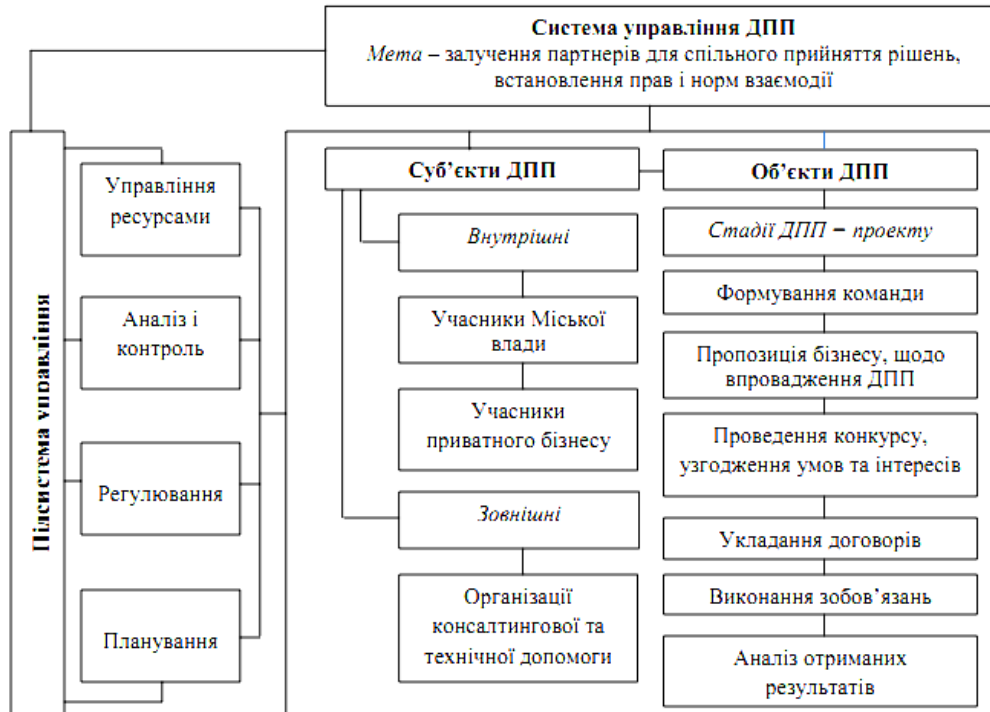 Система управління ДПП
Мета – залучення партнерів для спільного прийняття рішень,
встановлення прав і норм взаємодії
Підсистема управління
Управління
ресурсами
Аналіз і
контроль
Регулювання
Планування
Суб’єкти ДПП
Внутрішні
Учасники Міської
влади
Учасники
приватного бізнесу
Зовнішні
Організації
консалтингової та
технічної допомоги
Об’єкти ДПП
Стадії ДПП – проекту
Формування команди
Пропозиція бізнесу, щодо
впровадження ДПП
Проведення конкурсу,
узгодження умов та інтересів
Укладання договорів
Виконання зобов’язань
Аналіз отриманих
результатів